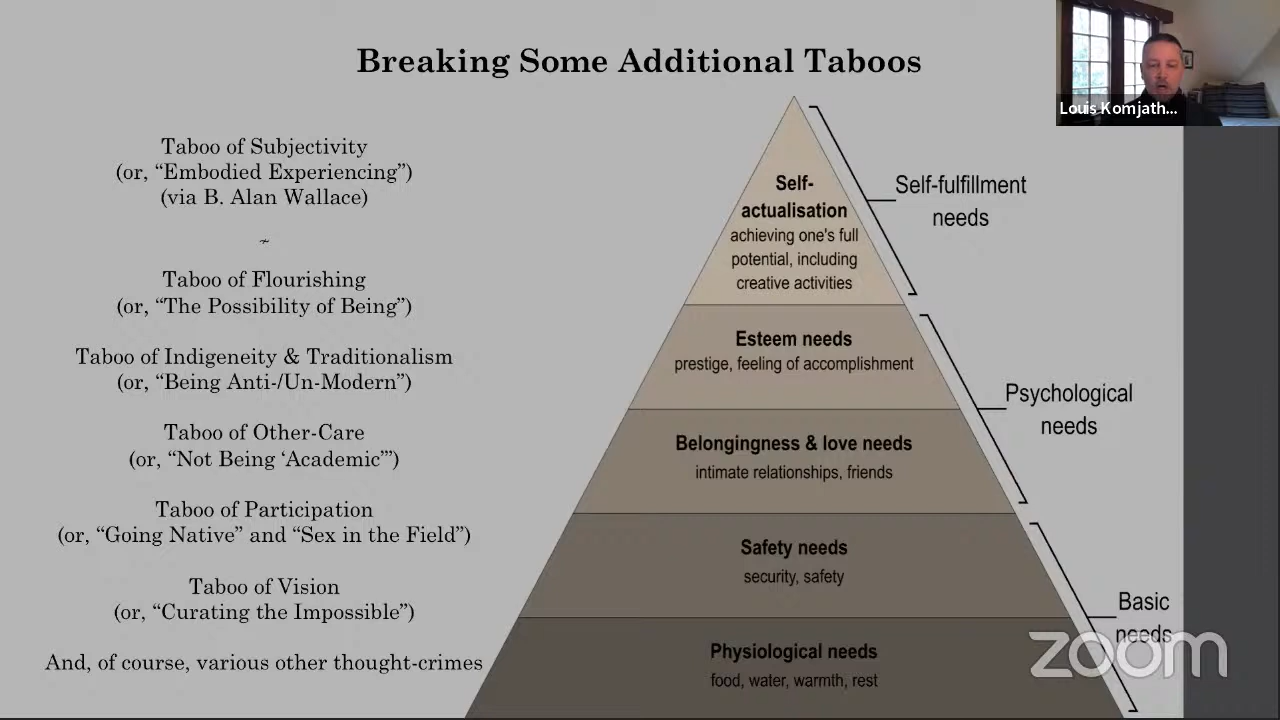 Breaking Some Additional Taboos
Louis Komjath...
Taboo of Subjectivity
(or, “Embodied Experiencing”)
(via B. Alan Wallace)
~
Taboo of Flourishing
(or, “The Possibility of Being”)
Taboo of Indigeneity & Traditionalism
(or, “Being Anti-/Un-Modern”)
Taboo of Other-Care
(or, “Not Being ‘Academic’”)
Taboo of Participation
(or, “Going Native” and “Sex in the Field”)
Taboo of Vision
(or, “Curating the Impossible”)
And, of course, various other thought-crimes
Self-
actualisation
achieving one's full
potential, including
creative activities
Self-fulfillment
needs
Esteem needs
prestige, feeling of accomplishment
Belongingness & love needs
intimate relationships, friends
Psychological
needs
Safety needs
security, safety
Physiological needs
food, water, warmth, rest
Basic
needs
zoom